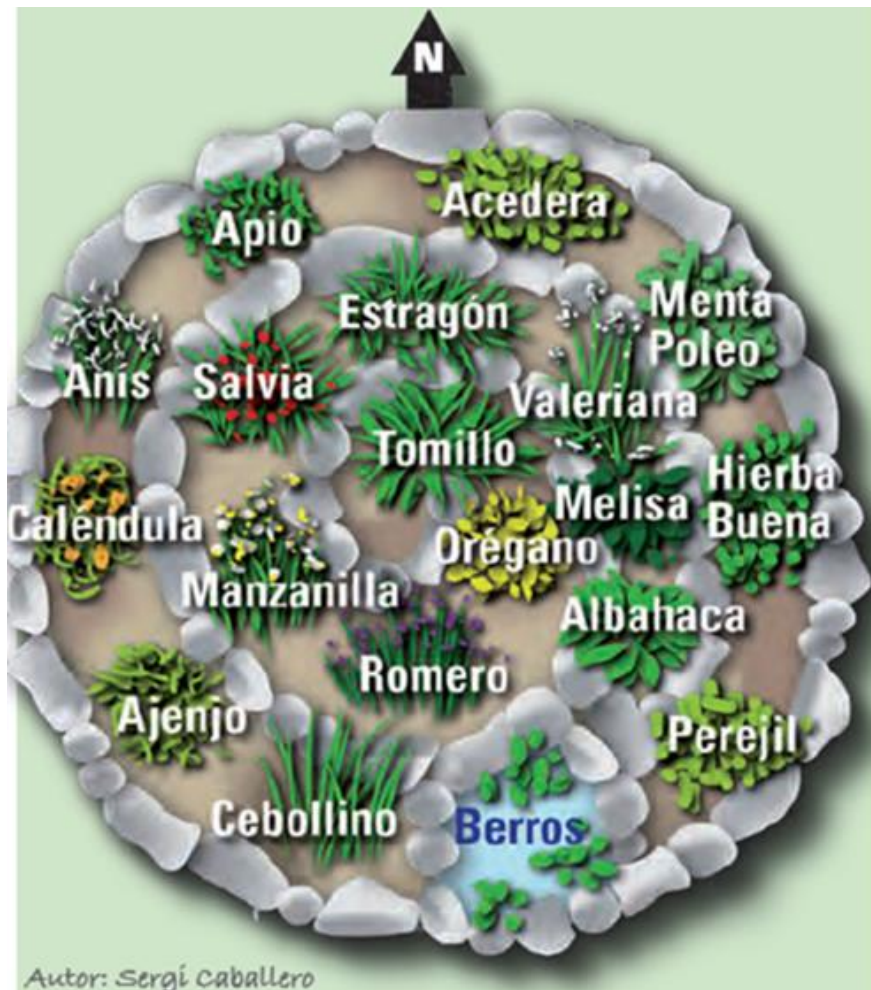 N
Acedera
Apio
Estragón
Menta
Poleo
Anís
Salvia
Valeriana
Tomillo
Hierba
Buena
Melisa
Caléndula
Orégano
Manzanilla
Albahaca
Romero
Ajenjo
Perejil
Cebollino
Berros
Autor: Sergi Caballero